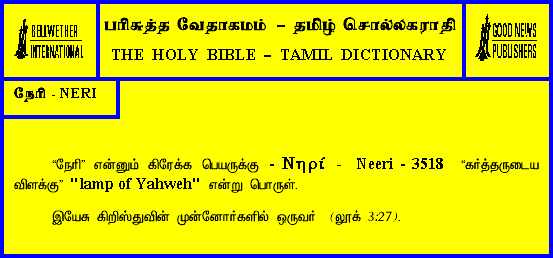 BELLWETHER
INTERNATIONAL
பரிசுத்த வேதாகமம் – தமிழ் சொல்லகராதி
THE HOLY BIBLE – TAMIL DICTIONARY
GOOD NEWS
PUBLISHERS
நேரி - NERI
“நேரி” என்னும் கிரேக்க பெயருக்கு - Νηρί - Neeri - 3518 “கர்த்தருடைய
விளக்கு” "lamp of Yahweh" என்று பொருள்.
இயேசு கிறிஸ்துவின் முன்னோர்களில் ஒருவர் (லூக் 3:27).